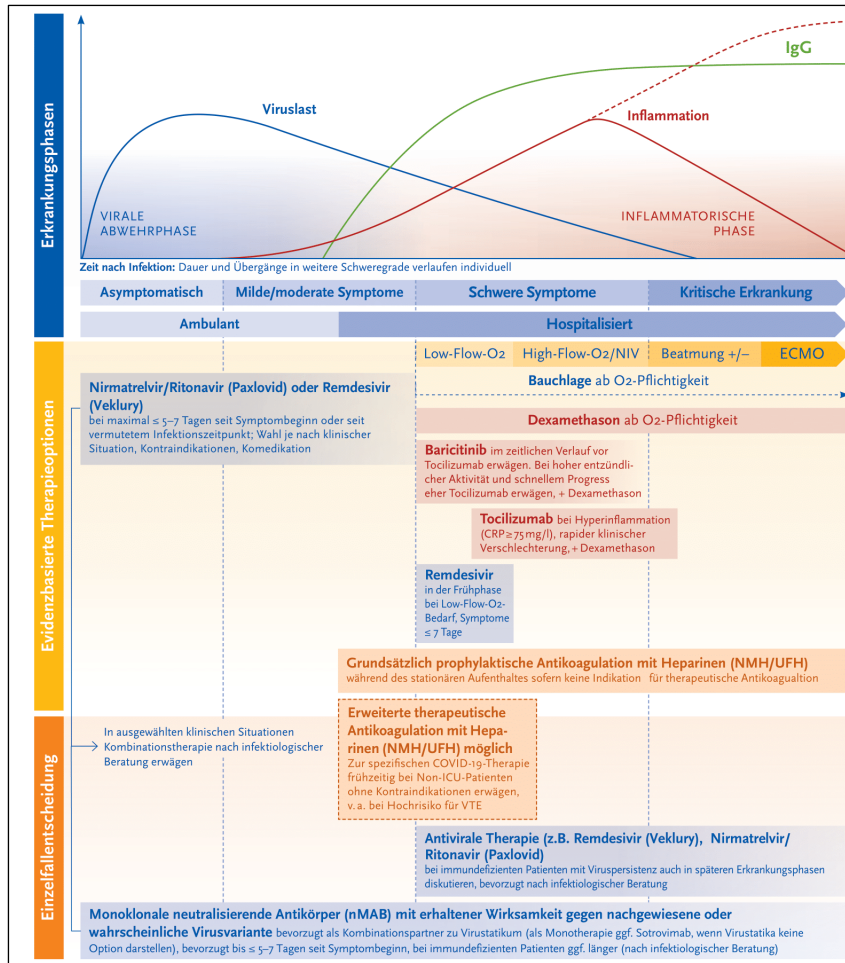 Erkrankungsphasen
IgG
Viruslast
Inflammation
VIRALE
ABWEHRPHASE
INFLAMMATORISCHE
PHASE
Zeit nach Infektion: Dauer und Übergänge in weitere Schweregrade verlaufen individuell
Asymptomatisch
Milde/moderate Symptome
Schwere Symptome
Kritische Erkrankung
Ambulant
Hospitalisiert
Evidenzbasierte Therapieoptionen
Low-Flow-O2
High-Flow-O2/NIV
Beatmung +/–
ECMO
Nirmatrelvir/Ritonavir (Paxlovid) oder Remdesivir
(Veklury)
bei maximal ≤ 5–7 Tagen seit Symptombeginn oder seit
vermutetem Infektionszeitpunkt; Wahl je nach klinischer
Situation, Kontraindikationen, Komedikation
Bauchlage ab O2-Pflichtigkeit
Dexamethason ab O2-Pflichtigkeit
Baricitinib im zeitlichen Verlauf vor
Tocilizumab erwägen. Bei hoher entzünd-
licher Aktivität und schnellem Progress
eher Tocilizumab erwägen, + Dexamethason
Tocilizumab bei Hyperinflammation
(CRP ≥ 75 mg/l), rapider klinischer
Verschlechterung, + Dexamethason
Remdesivir
in der Frühphase
bei Low-Flow-O2-
Bedarf, Symptome
≤ 7 Tage
Grundsätzlich prophylaktische Antikoagulation mit Heparinen (NMH/UFH)
während des stationären Aufenthaltes sofern keine Indikation für therapeutische Antikoagualtion
Einzelfallentscheidung
In ausgewählten klinischen Situationen
Kombinationstherapie nach infektiologischer
Beratung erwägen
Erweiterte therapeutische
Antikoagulation mit Hepa-
rinen (NMH/UFH) möglich
Zur spezifischen COVID-19-Therapie
frühzeitig bei Non-ICU-Patienten
ohne Kontraindikationen erwägen,
v. a. bei Hochrisiko für VTE
Antivirale Therapie (z.B. Remdesivir (Veklury), Nirmatrelvir/
Ritonavir (Paxlovid)
bei immundefizienten Patienten mit Viruspersistenz auch in späteren Erkrankungsphasen
diskutieren, bevorzugt nach infektiologischer Beratung
Monoklonale neutralisierende Antikörper (nMAB) mit erhaltener Wirksamkeit gegen nachgewiesene oder
wahrscheinliche Virusvariante bevorzugt als Kombinationspartner zu Virustatikum (als Monotherapie ggf. Sotrovimab, wenn Virustatika keine
Option darstellen), bevorzugt bis ≤ 5–7 Tagen seit Symptombeginn, bei immundefizienten Patienten ggf. länger (nach infektiologischer Beratung)